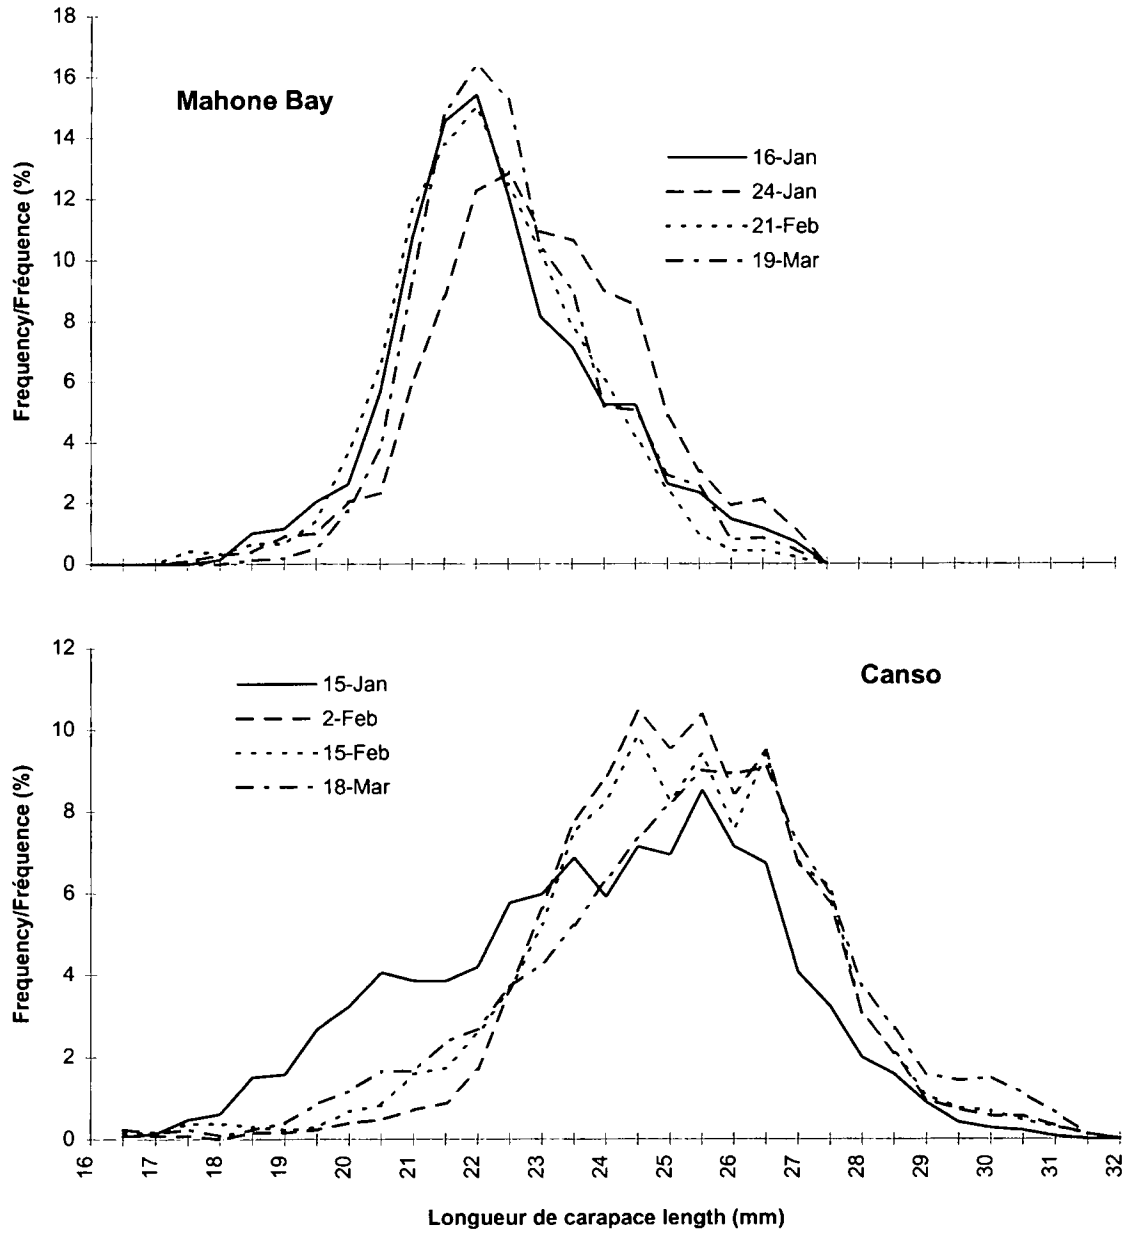 18
16
14
12
10
8
6
4
2
0
Frequency/Fréquence (%)
Mahone Bay
16-Jan
24-Jan
21-Feb
19-Mar
12
10
8
6
4
2
0
Frequency/Fréquence (%)
15-Jan
2-Feb
15-Feb
18-Mar
Canso
16 17 18 19 20 21 22 23 24 25 26 27 28 29 30 31 32
Longueur de carapace length (mm)